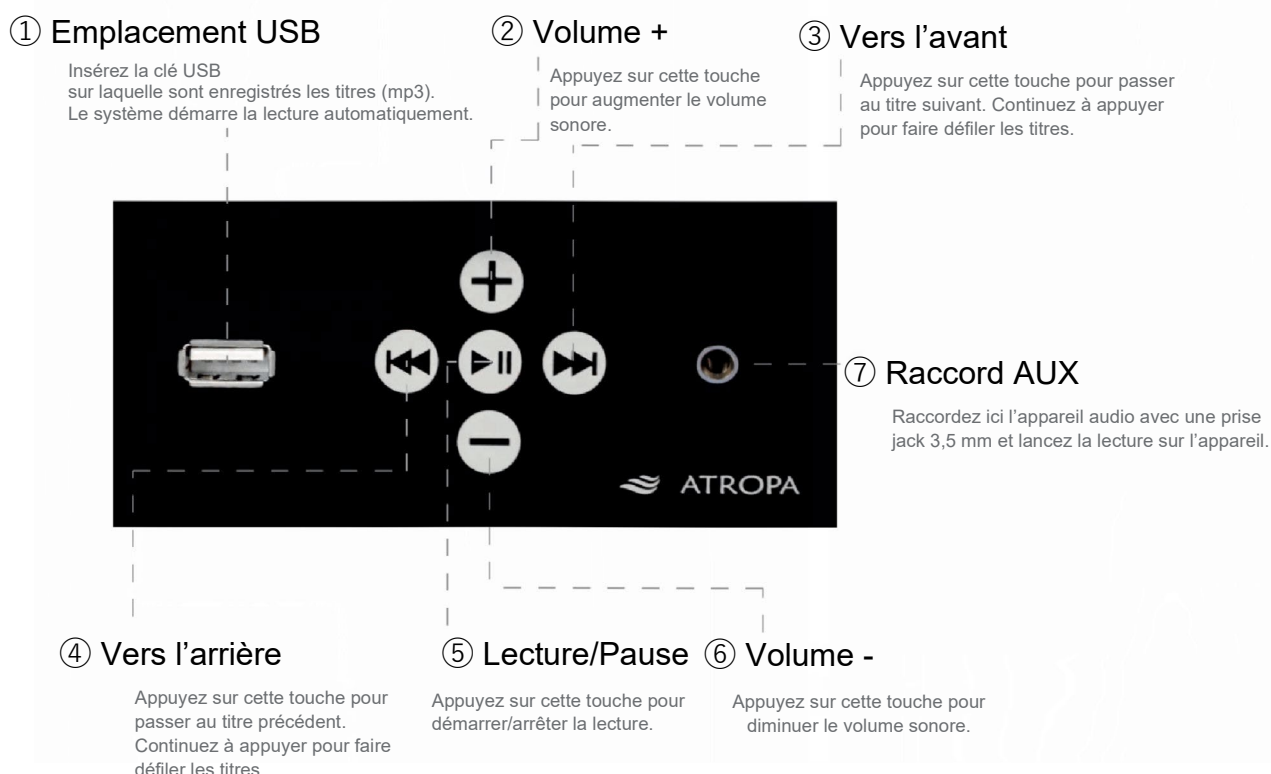 ① Emplacement USB
Insérez la clé USB
sur laquelle sont enregistrés les titres (mp3).
Le système démarre la lecture automatiquement.
② Volume +
Appuyez sur cette touche
pour augmenter le volume
sonore.
③ Vers l’avant
Appuyez sur cette touche pour passer
au titre suivant. Continuez à appuyer
pour faire défiler les titres.
⑦ Raccord AUX
Raccordez ici l’appareil audio avec une prise
jack 3,5 mm et lancez la lecture sur l’appareil.
ATROPA
④ Vers l’arrière
Appuyez sur cette touche pour
passer au titre précédent.
Continuez à appuyer pour faire
défiler les titres
⑤ Lecture/Pause
Appuyez sur cette touche pour
démarrer/arrêter la lecture.
⑥ Volume -
Appuyez sur cette touche pour
diminuer le volume sonore.